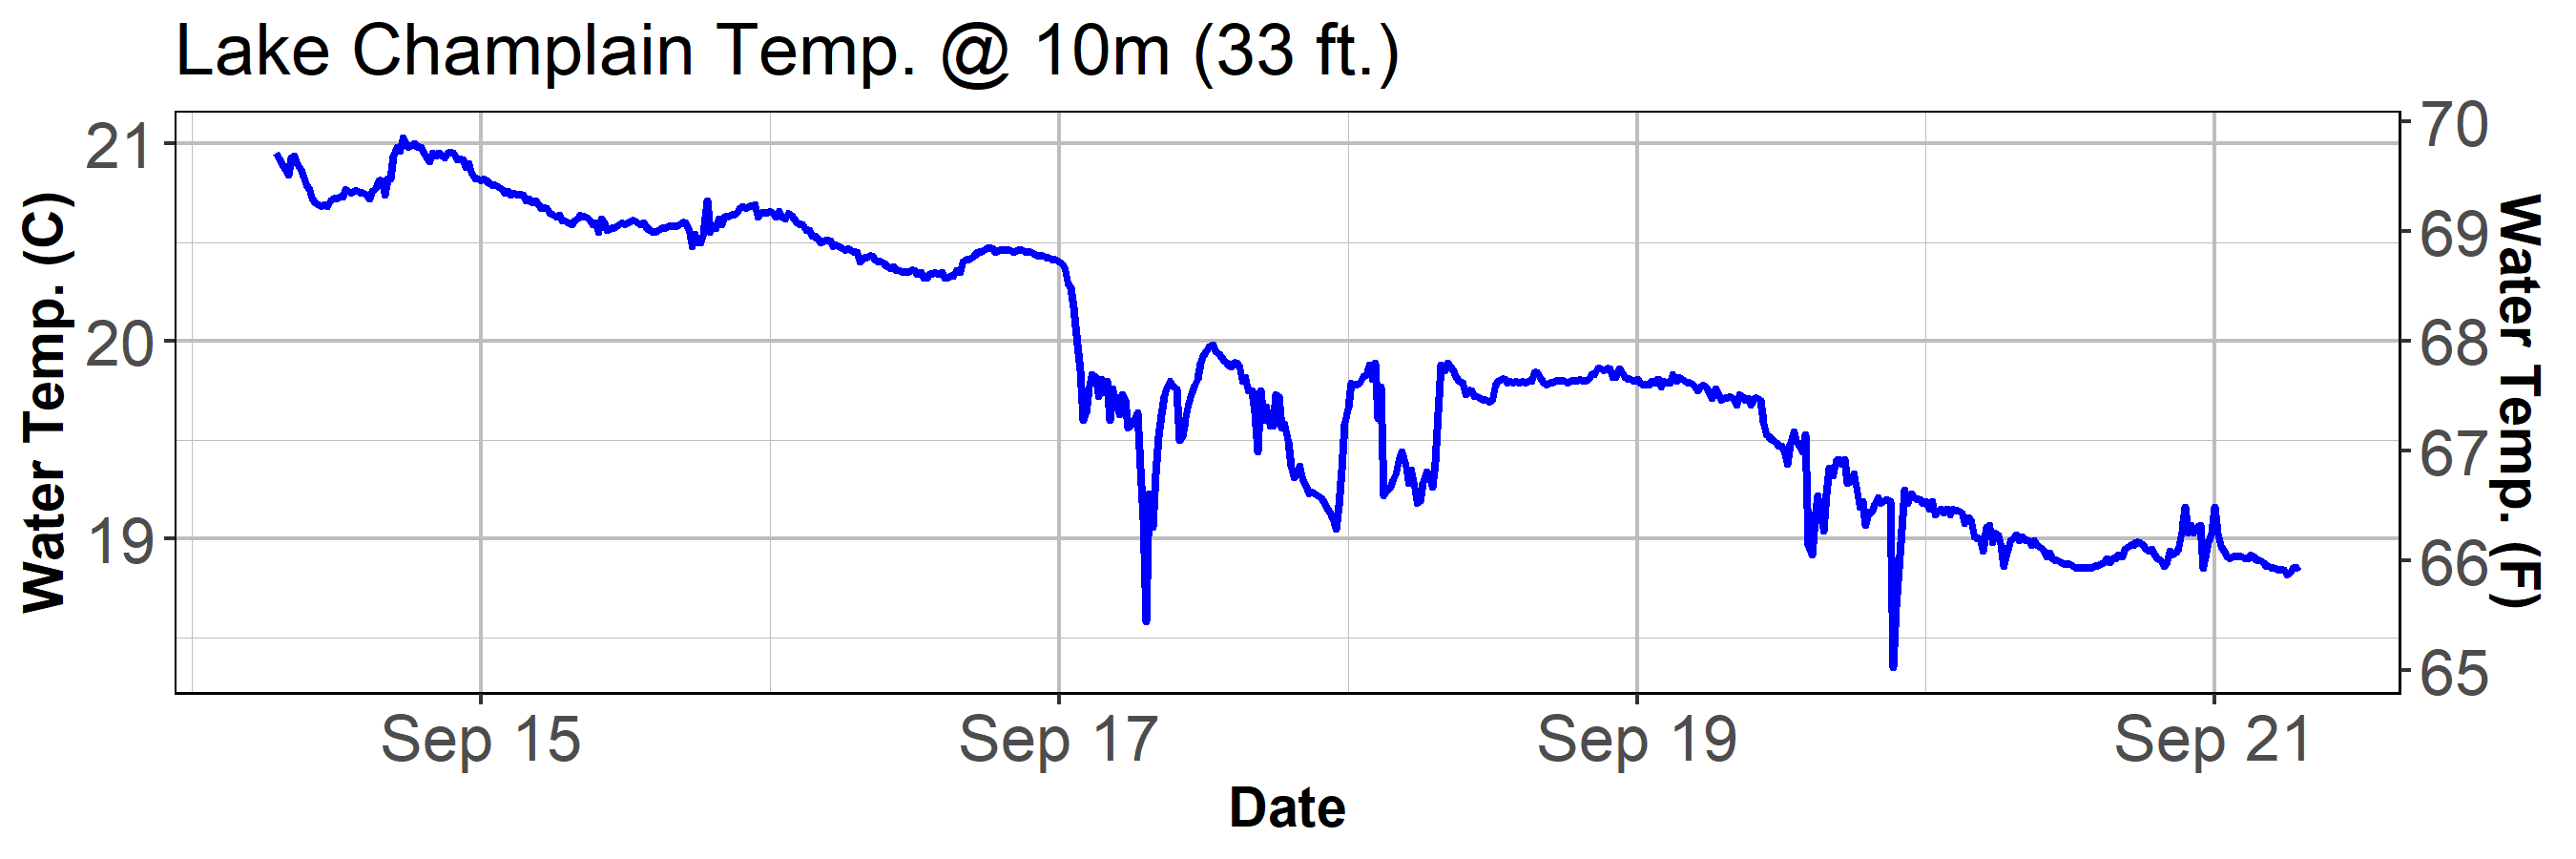 Lake Champlain Temp. @ 10m (33 ft.)
Water Temp. (C)
21
20
19
70
69
68
67
66
65
Water Temp. (F)
Sep 15
Sep 17
Sep 19
Sep 21
Date